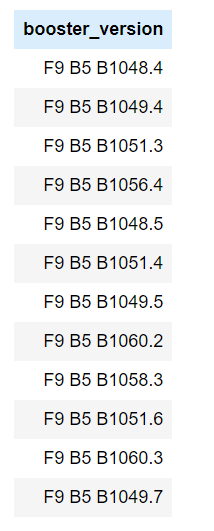 booster_version
F9 B5 B1048.4
F9 B5 B1049.4
F9 B5 B1051.3
F9 B5 B1056.4
F9 B5 B1048.5
F9 B5 B1051.4
F9 B5 B1049.5
F9 B5 B1060.2
F9 B5 B1058.3
F9 B5 B1051.6
F9 B5 B1060.3
F9 B5 B1049.7